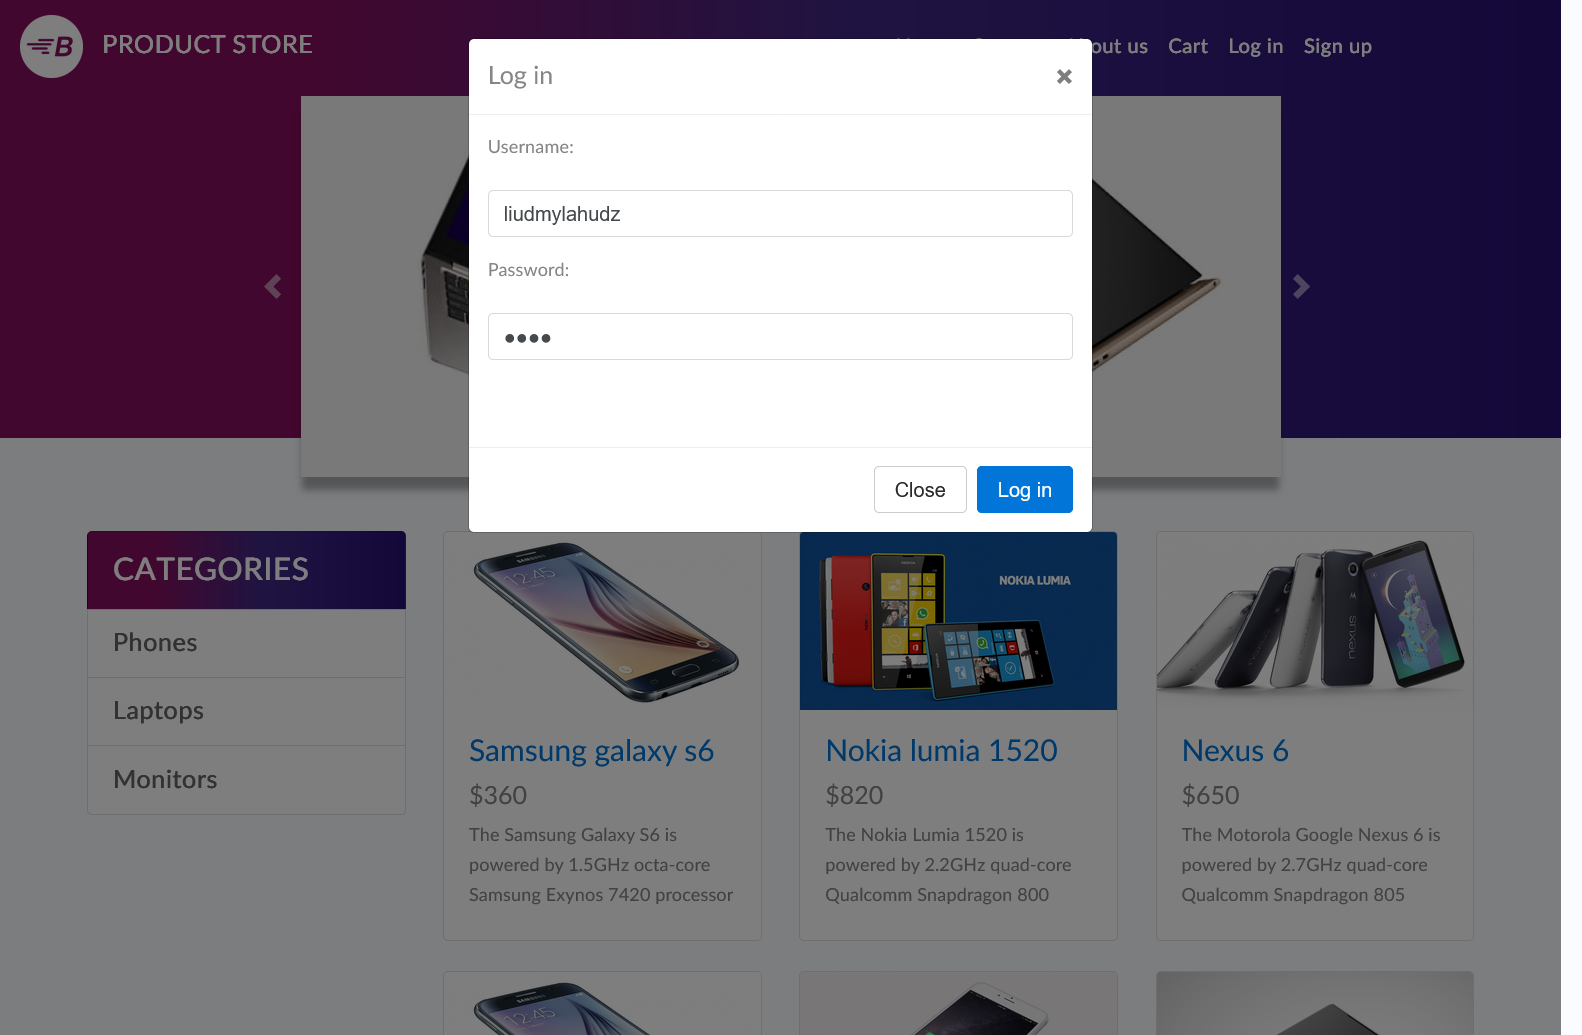 PRODUCT STORE
out us Cart Log in Sign up
Log in
Username:
liudmylahudz
Password:
Close Log in
CATEGORIES
Phones
Laptops
Monitors
SAMSUNG
12:45
NOKIA LUMIA
nexus
Samsung galaxy s6
$360
The Samsung Galaxy S6 is
powered by 1.5GHz octa-core
Samsung Exynos 7420 processor
Nokia lumia 1520
$820
The Nokia Lumia 1520 is
powered by 2.2GHz quad-core
Qualcomm Snapdragon 800
Nexus 6
$650
The Motorola Google Nexus 6 is
powered by 2.7GHz quad-core
Qualcomm Snapdragon 805